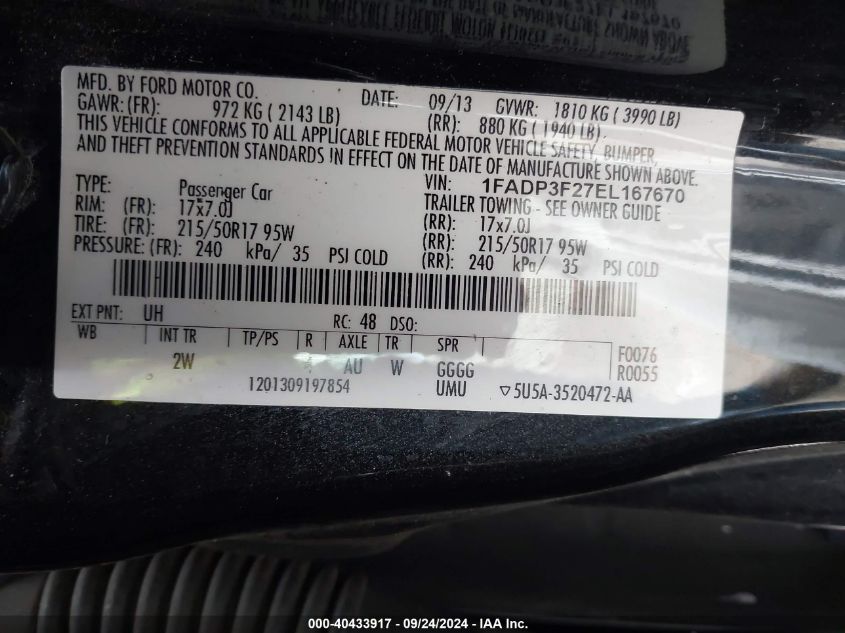 MFD. BY FORD MOTOR CO. DATE: 09/13 GVWR: 1810 KG ( 3990 LB)
GAWR: (FR): 972 KG ( 2143 LB) (RR): 880 KG ( 1940 LB).
THIS VEHICLE CONFORMS TO ALL APPLICABLE FEDERAL MOTOR VEHICLE SAFETY, BUMPER,
AND THEFT PREVENTION STANDARDS IN EFFECT ON THE DATE OF MANUFACTURE SHOWN ABOVE.
VIN: 1FADP3F27EL167670
TYPE: Passenger Car TRAILER TOWING - SEE OWNER GUIDE
RIM: (FR): 17x7.0J (RR): 17x7.0J
TIRE: (FR): 215/50R17 95W (RR): 215/50R17 95W
PRESSURE: (FR): 240 kPa/ 35 PSI COLD (RR): 240 kPa/ 35 PSI COLD
EXT PNT: UH RC: 48 DSO:
WB INT TR TP/PS R AXLE TR SPR F0076
2W AU W GGGG R0055
1201309197854 UMU ▽5U5A-3520472-AA
000-40433917 - 09/24/2024 - IAA Inc.